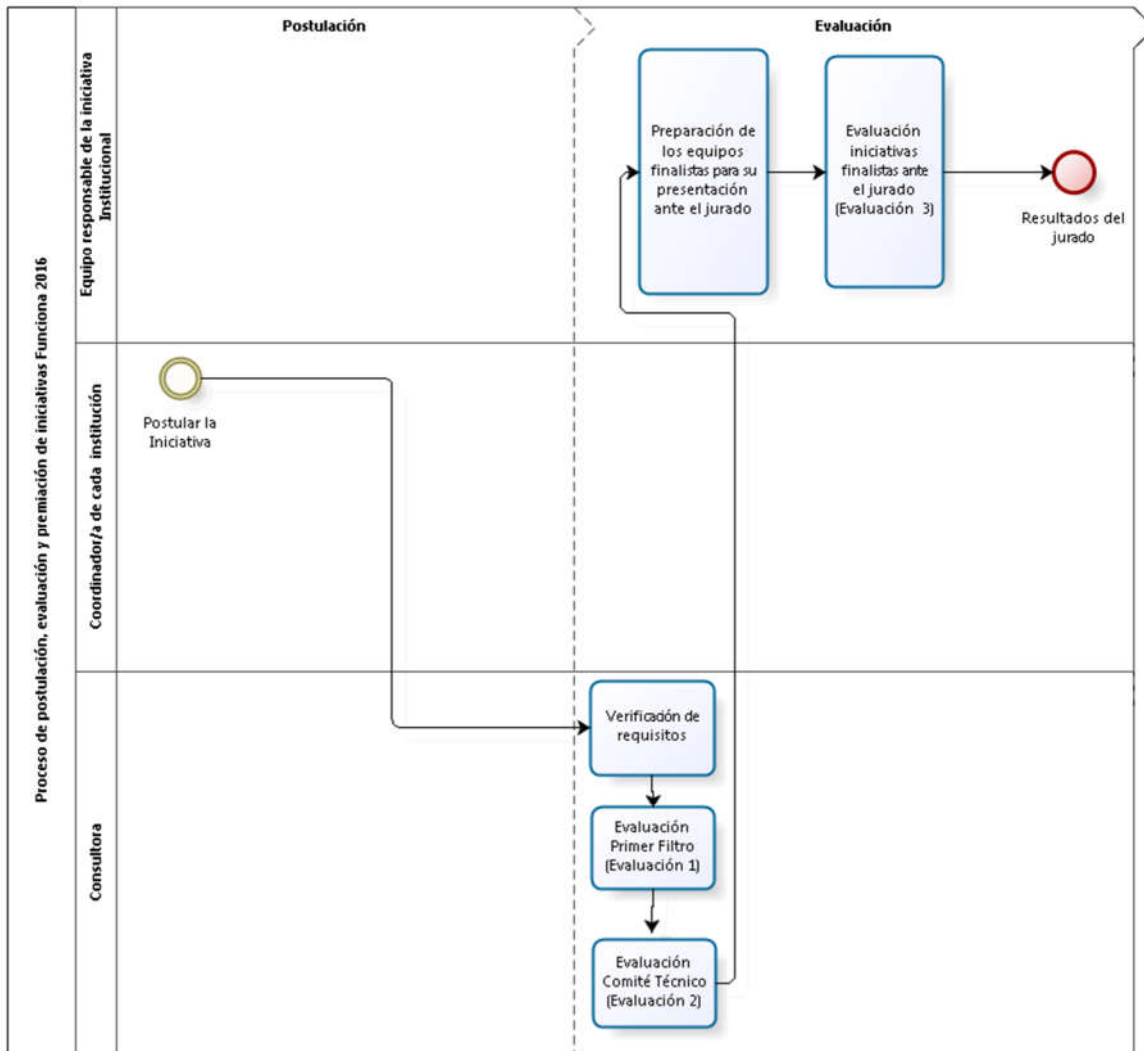 Proceso de postulación, evaluación y premiación de iniciativas Funciona 2016
Postulación
Evaluación
Equipo responsable de la iniciativa
Institucional
Preparación de
los equipos
finalistas para su
presentación
ante el jurado
Evaluación
iniciativas
finalistas ante
el jurado
(Evaluación 3)
Resultados del
jurado
Coordinador/a de cada institución
Postular la
Iniciativa
Consultora
Verificación de
requisitos
Evaluación
Primer Filtro
(Evaluación 1)
Evaluación
Comité Técnico
(Evaluación 2)